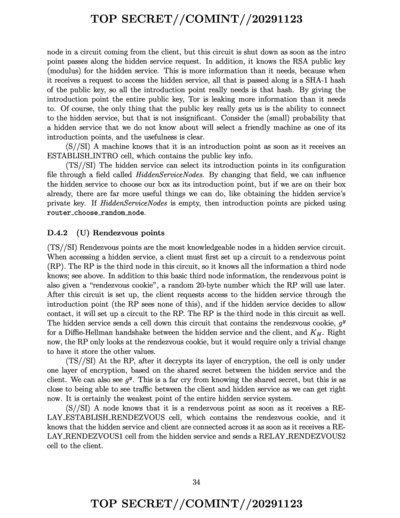 TOP SECRET//COMINT//20291123
node in a circuit coming from the client, but this circuit is shut down as soon as the intro
point passes along the hidden service request. In addition, it knows the RSA public key
(modulus) for the hidden service. This is more information than it needs, because when
it receives a request to access the hidden service, all that is passed along is a SHA-1 hash
of the public key, so all the introduction point really needs is that hash. By giving the
introduction point the entire public key, Tor is leaking more information than it needs
to. Of course, the only thing that the public key really gets us is the ability to connect
to the hidden service, but that is not insignificant. Consider the (small) probability that
a hidden service that we do not know about will select a friendly machine as one of its
introduction points, and the usefulness is clear.
(S//SI) A machine knows that it is an introduction point as soon as it receives an
ESTABLISH_INTRO cell, which contains the public key info.
(TS//SI) The hidden service can select its introduction points in its configuration
file through a field called HiddenServiceNodes. By changing that field, we can influence
the hidden service to choose our box as its introduction point, but if we are on their box
already, there are far more useful things we can do, like obtaining the hidden service's
private key. If HiddenServiceNodes is empty, then introduction points are picked using
router_choose_random_node.
D.4.2 (U) Rendezvous points
(TS//SI) Rendezvous points are the most knowledgeable nodes in a hidden service circuit.
When accessing a hidden service, a client must first set up a circuit to a rendezvous point
(RP). The RP is the third node in this circuit, so it knows all the information a third node
knows; see above. In addition to this basic third node information, the rendezvous point is
also given a "rendezvous cookie", a random 20-byte number which the RP will use later.
After this circuit is set up, the client requests access to the hidden service through the
introduction point (the RP sees none of this), and if the hidden service decides to allow
contact, it will set up a circuit to the RP. The RP is the third node in this circuit as well.
The hidden service sends a cell down this circuit that contains the rendezvous cookie, g^y
for a Diffie-Hellman handshake between the hidden service and the client, and K_H. Right
now, the RP only looks at the rendezvous cookie, but it would require only a trivial change
to have it store the other values.
(TS//SI) At the RP, after it decrypts its layer of encryption, the cell is only under
one layer of encryption, based on the shared secret between the hidden service and the
client. We can also see g^y. This is a far cry from knowing the shared secret, but this is as
close to being able to see traffic between the client and hidden service as we can get right
now. It is certainly the weakest point of the entire hidden service system.
(S//SI) A node knows that it is a rendezvous point as soon as it receives a RE-
LAY_ESTABLISH_RENDEZVOUS cell, which contains the rendezvous cookie, and it
knows that the hidden service and client are connected across it as soon as it receives a RE-
LAY_RENDEZVOUS1 cell from the hidden service and sends a RELAY_RENDEZVOUS2
cell to the client.
34
TOP SECRET//COMINT//20291123